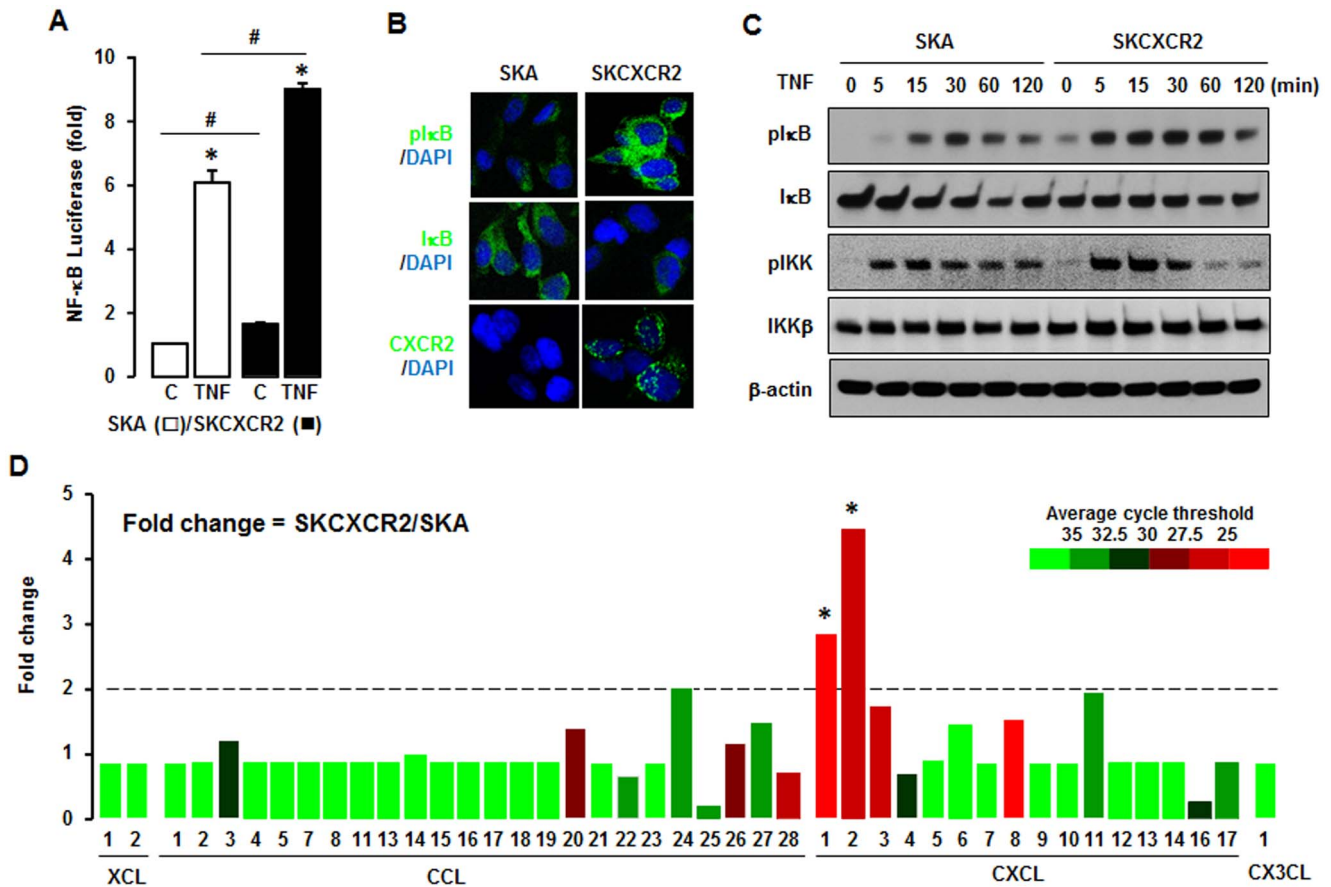 A
#
#
*
*
10
8
6
4
2
0
NF-κB Luciferase (fold)
C TNF C TNF
SKA (□)/SKCXCR2 (■)
B
SKA SKCXCR2
pIκB
/DAPI
IκB
/DAPI
CXCR2
/DAPI
C
SKA SKCXCR2
TNF 0 5 15 30 60 120 0 5 15 30 60 120 (min)
pIκB
IκB
pIKK
IKKβ
β-actin
D
Fold change = SKCXCR2/SKA
Average cycle threshold
35 32.5 30 27.5 25
*
*
5
4
3
2
1
0
Fold change
1 2 1 2 3 4 5 7 8 11 13 14 15 16 17 18 19 20 21 22 23 24 25 26 27 28 1 2 3 4 5 6 7 8 9 10 11 12 13 14 16 17 1
XCL CCL CXCL CX3CL